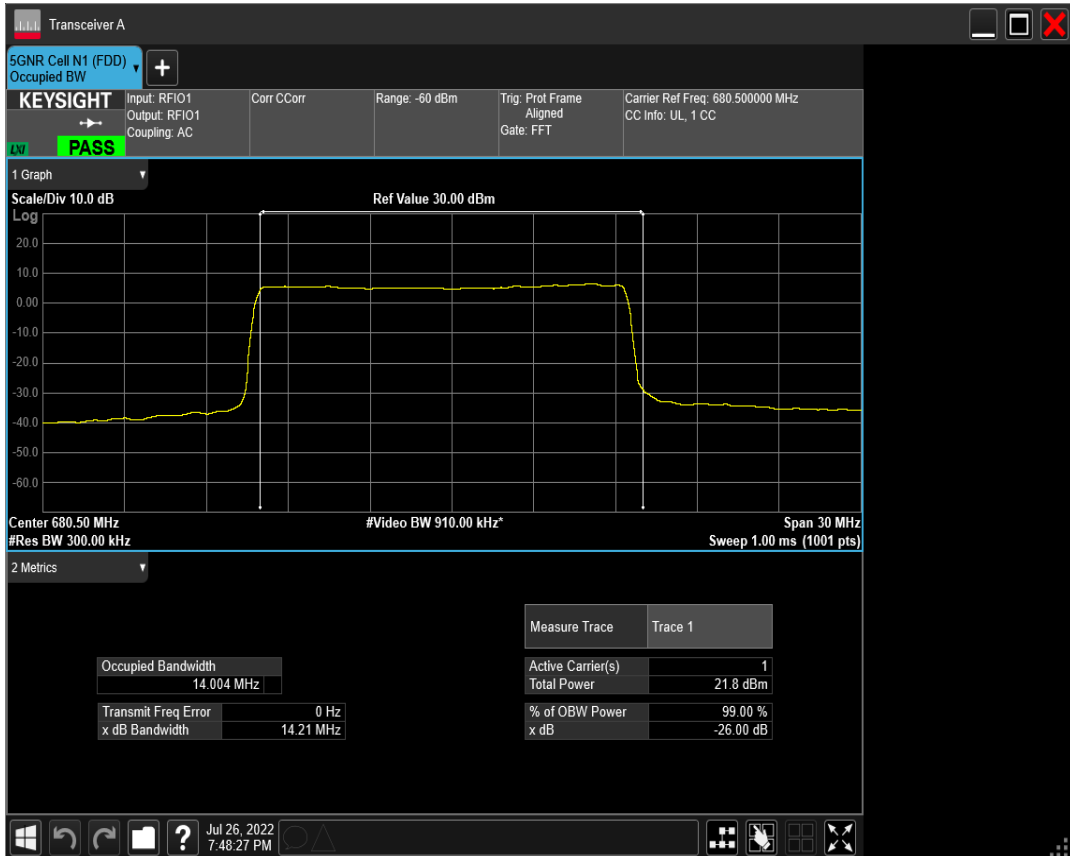 Transceiver A
5GNR Cell N1 (FDD)
Occupied BW
KEYSIGHT
LXI
PASS
Input: RFIO1
Output: RFIO1
Coupling: AC
Corr CCorr
Range: -60 dBm
Trig: Prot Frame
Aligned
Gate: FFT
Carrier Ref Freq: 680.500000 MHz
CC Info: UL, 1 CC
1 Graph
Scale/Div 10.0 dB
Ref Value 30.00 dBm
Log
20.0
10.0
0.00
-10.0
-20.0
-30.0
-40.0
-50.0
-60.0
Center 680.50 MHz
#Video BW 910.00 kHz*
Span 30 MHz
#Res BW 300.00 kHz
Sweep 1.00 ms (1001 pts)
2 Metrics
Measure Trace Trace 1
Occupied Bandwidth
14.004 MHz
Transmit Freq Error 0 Hz
x dB Bandwidth 14.21 MHz
Active Carrier(s) 1
Total Power 21.8 dBm
% of OBW Power 99.00 %
x dB -26.00 dB
?
Jul 26, 2022
7:48:27 PM